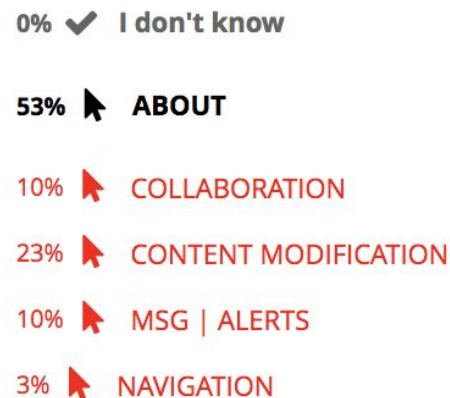 0% I don't know
53% ABOUT
10% COLLABORATION
23% CONTENT MODIFICATION
10% MSG | ALERTS
3% NAVIGATION